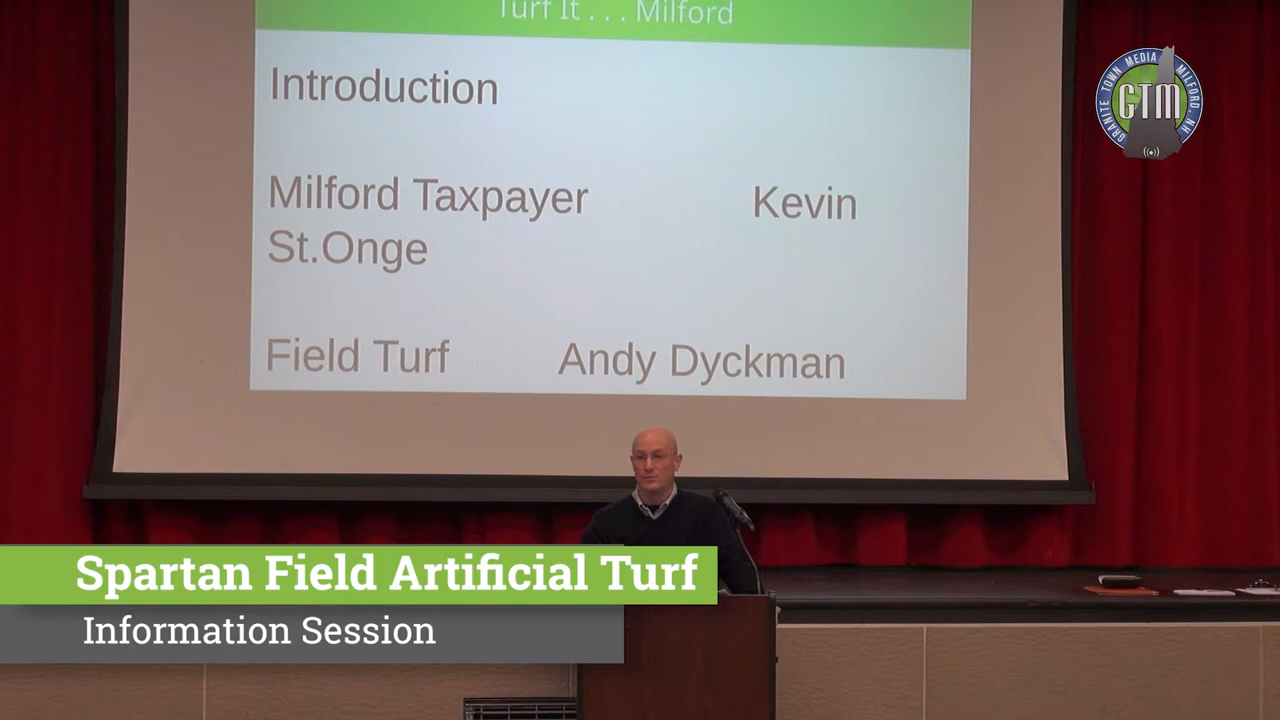 Turf It . . . Milford
Introduction
Milford Taxpayer Kevin
St.Onge
Field Turf Andy Dyckman
GRANITE TOWN MEDIA MILFORD, NH
GTM
Spartan Field Artificial Turf
Information Session